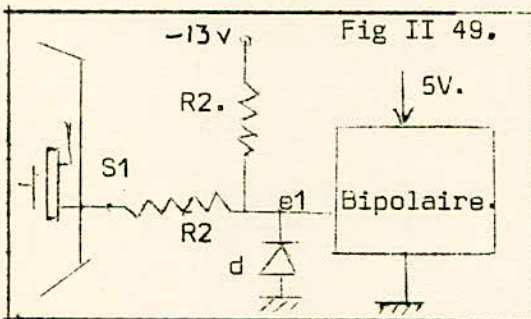 -13v Fig II 49.
R2. 5V.
S1
R2 e1 Bipolaire.
d